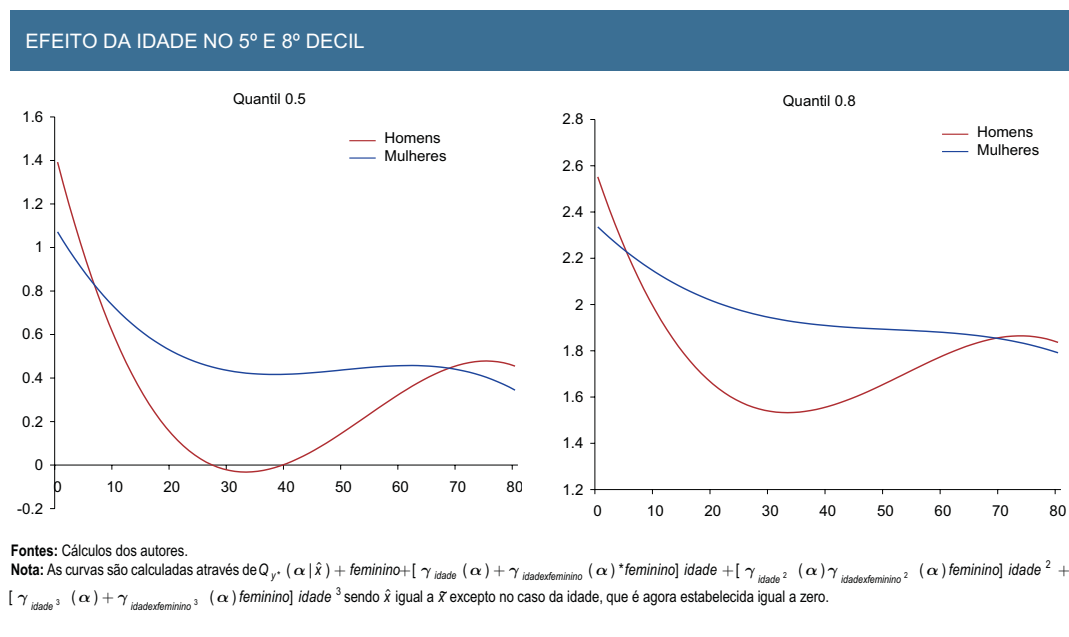 EFEITO DA IDADE NO 5º E 8º DECIL
Quantil 0.5
1.6
1.4
1.2
1
0.8
0.6
0.4
0.2
0
-0.2
0 10 20 30 40 50 60 70 80
Homens
Mulheres
Quantil 0.8
2.8
2.6
2.4
2.2
2
1.8
1.6
1.4
1.2
0 10 20 30 40 50 60 70 80
Homens
Mulheres
Fontes: Cálculos dos autores.
Nota: As curvas são calculadas através de Q y* (α | x̂ ) + feminino+[ γ idade (α) + γ idadexfeminino (α) *feminino] idade + [ γ idade ² (α) γ idadexfeminino ² (α) feminino] idade ² +
[ γ idade ³ (α) + γ idadexfeminino ³ (α) feminino] idade ³ sendo x̂ igual a x̃ excepto no caso da idade, que é agora estabelecida igual a zero.